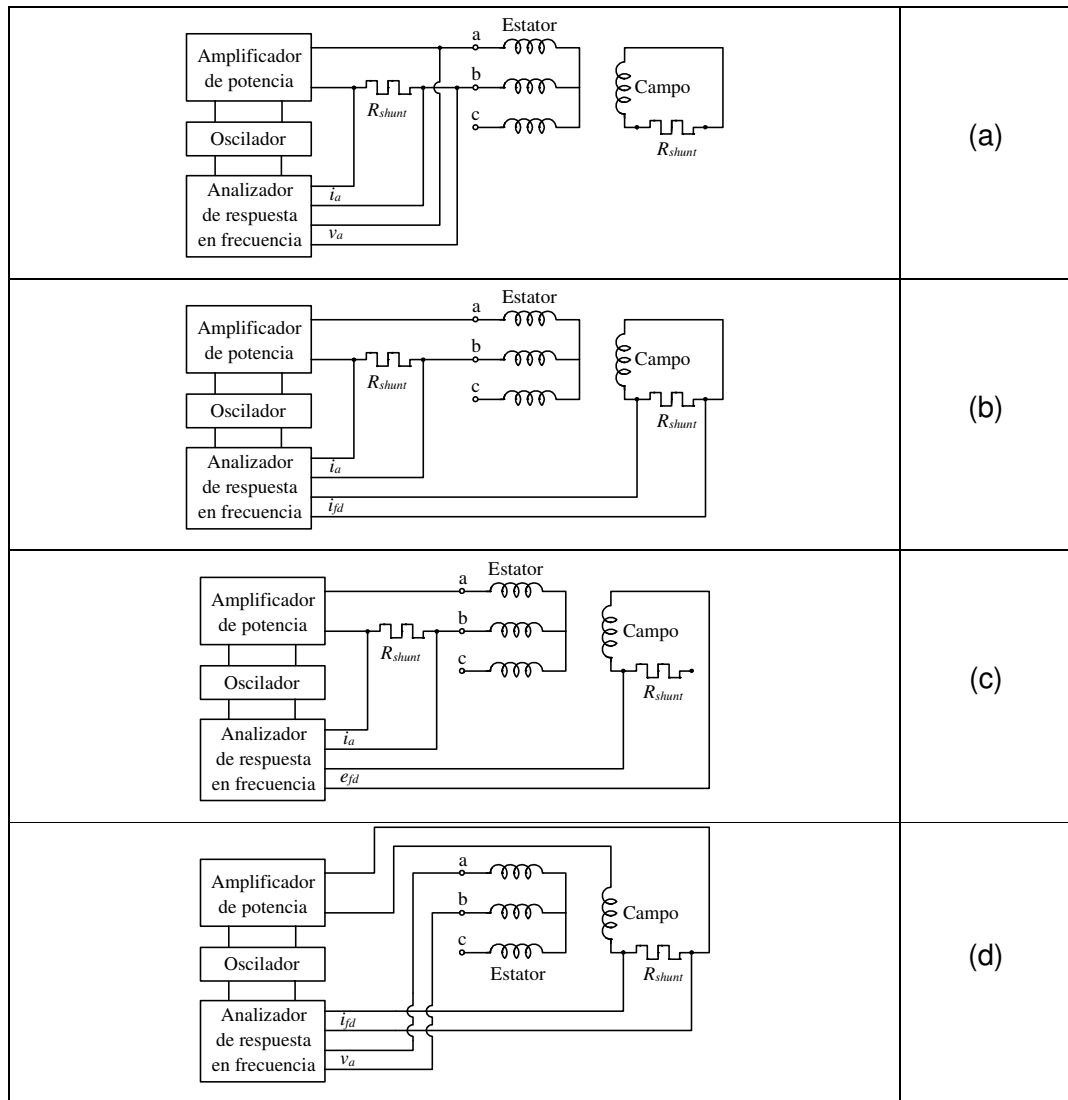 Estator
a
Amplificador
de potencia
b
Campo
R_shunt
c
R_shunt
Oscilador
Analizador
de respuesta
en frecuencia
i_a
v_a
(a)
Estator
a
Amplificador
de potencia
b
Campo
R_shunt
c
R_shunt
Oscilador
Analizador
de respuesta
en frecuencia
i_a
i_fd
(b)
Estator
a
Amplificador
de potencia
b
Campo
R_shunt
c
R_shunt
Oscilador
Analizador
de respuesta
en frecuencia
i_a
e_fd
(c)
a
Amplificador
de potencia
b
Campo
c
Estator
R_shunt
Oscilador
Analizador
de respuesta
en frecuencia
i_fd
v_a
(d)